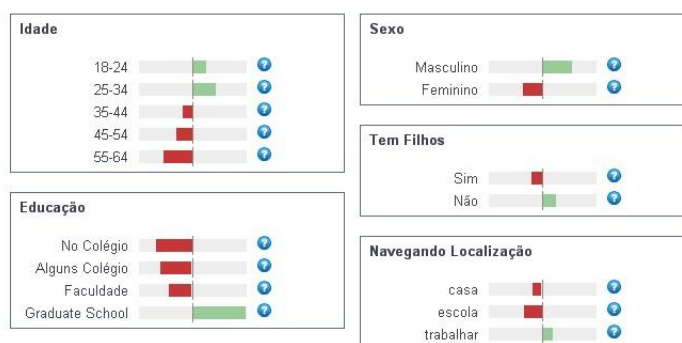 Idade
18-24
25-34
35-44
45-54
55-64
Educação
No Colégio
Alguns Colégio
Faculdade
Graduate School
Sexo
Masculino
Feminino
Tem Filhos
Sim
Não
Navegando Localização
casa
escola
trabalhar